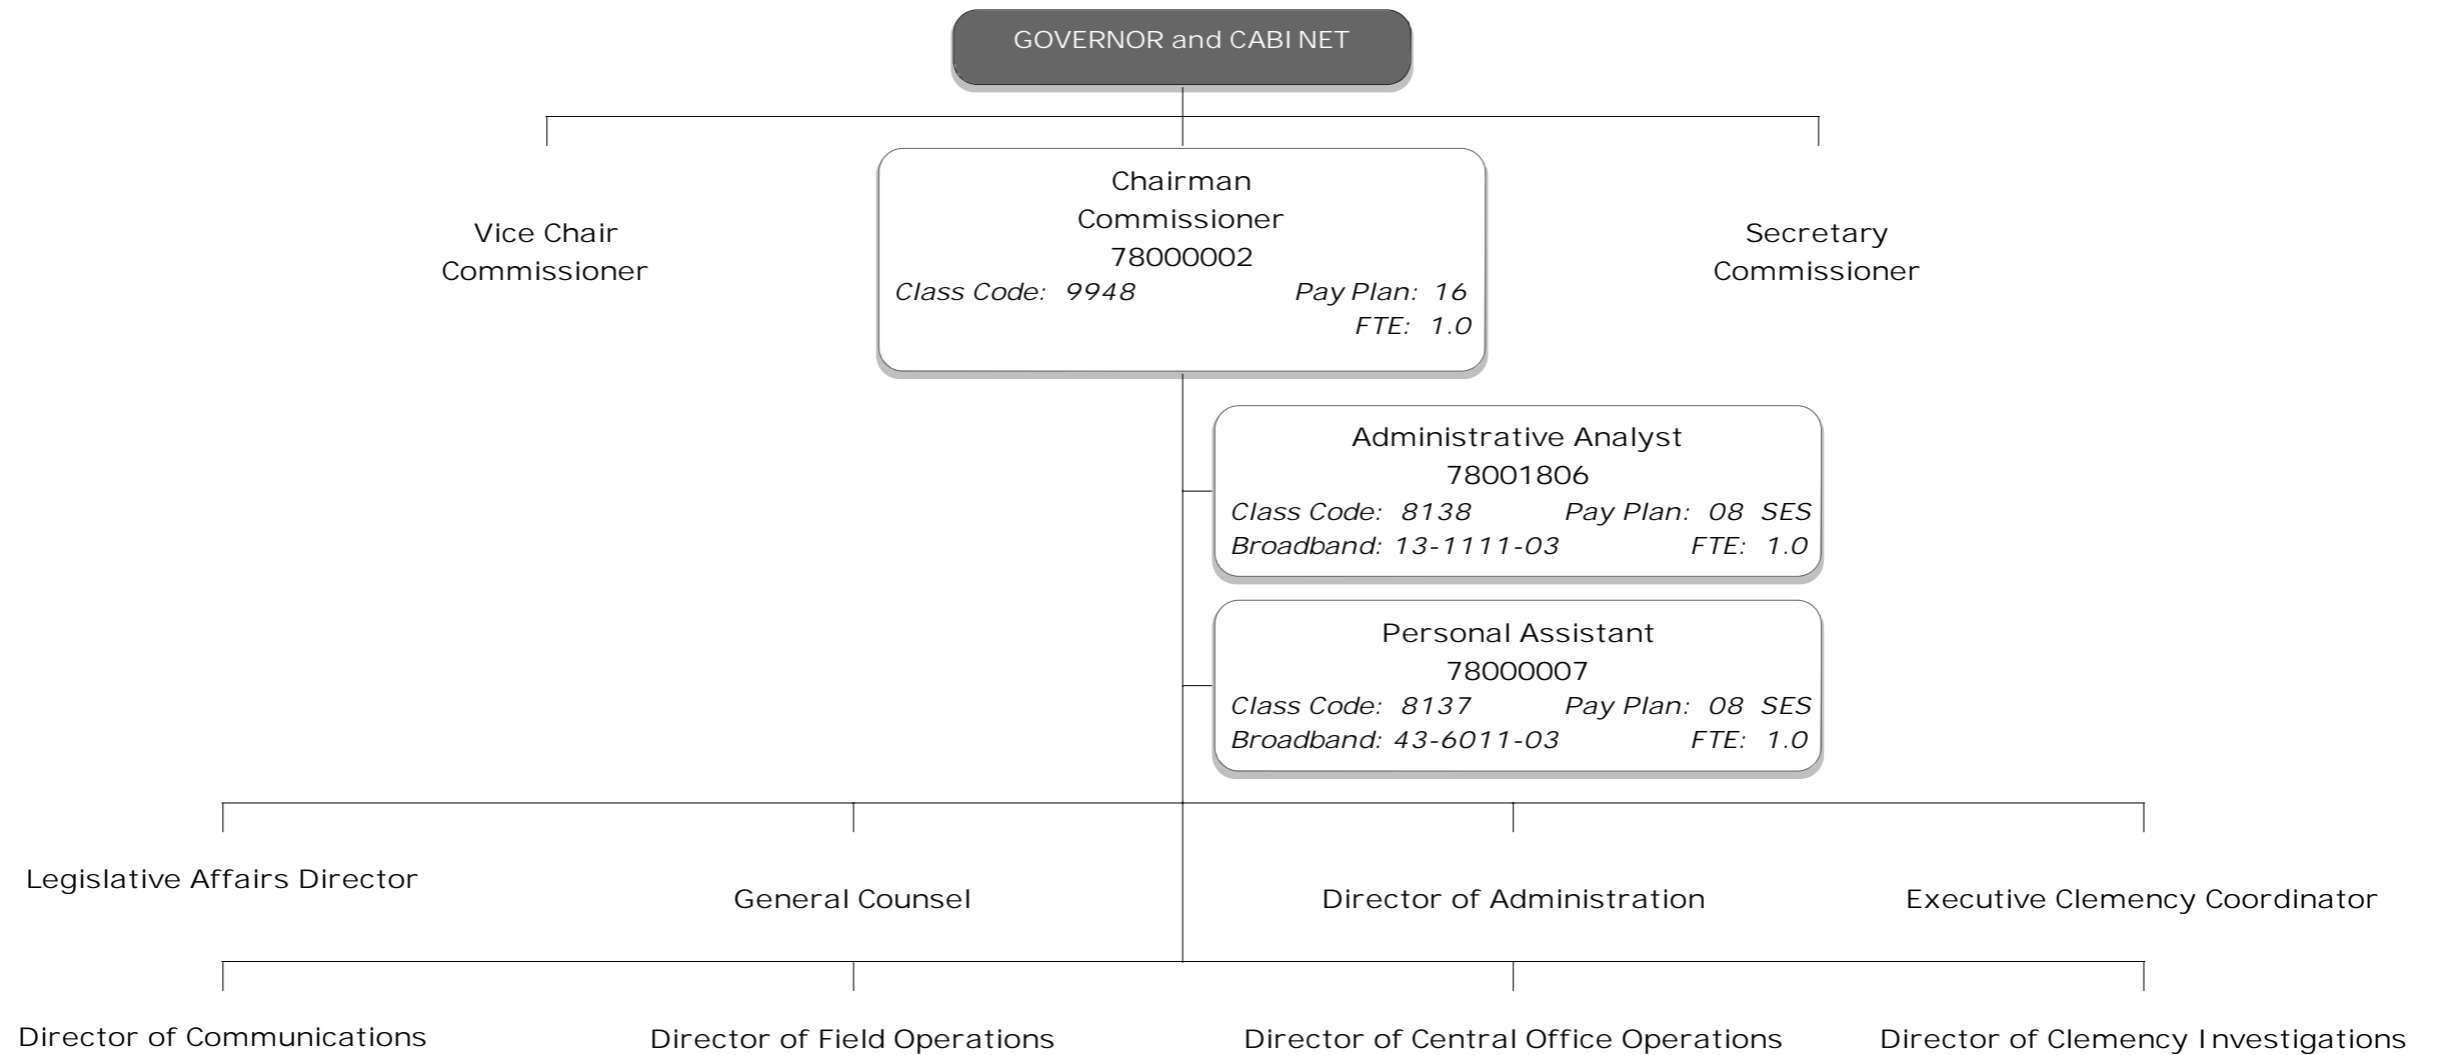 GOVERNOR and CABINET
Vice Chair
Commissioner
Chairman
Commissioner
78000002
Class Code: 9948 Pay Plan: 16
FTE: 1.0
Secretary
Commissioner
Administrative Analyst
78001806
Class Code: 8138 Pay Plan: 08 SES
Broadband: 13-1111-03 FTE: 1.0
Personal Assistant
78000007
Class Code: 8137 Pay Plan: 08 SES
Broadband: 43-6011-03 FTE: 1.0
Legislative Affairs Director
General Counsel
Director of Administration
Executive Clemency Coordinator
Director of Communications
Director of Field Operations
Director of Central Office Operations
Director of Clemency Investigations